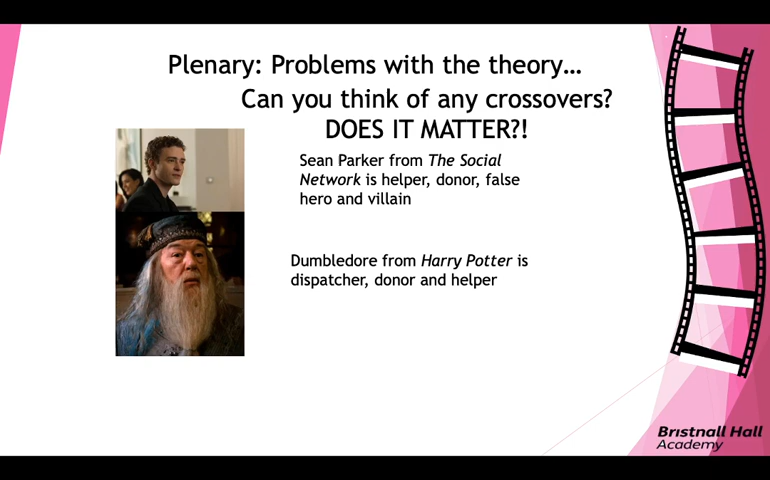 Plenary: Problems with the theory…
Can you think of any crossovers?
DOES IT MATTER?!
Sean Parker from The Social
Network is helper, donor, false
hero and villain
Dumbledore from Harry Potter is
dispatcher, donor and helper
Bristnall Hall
Academy